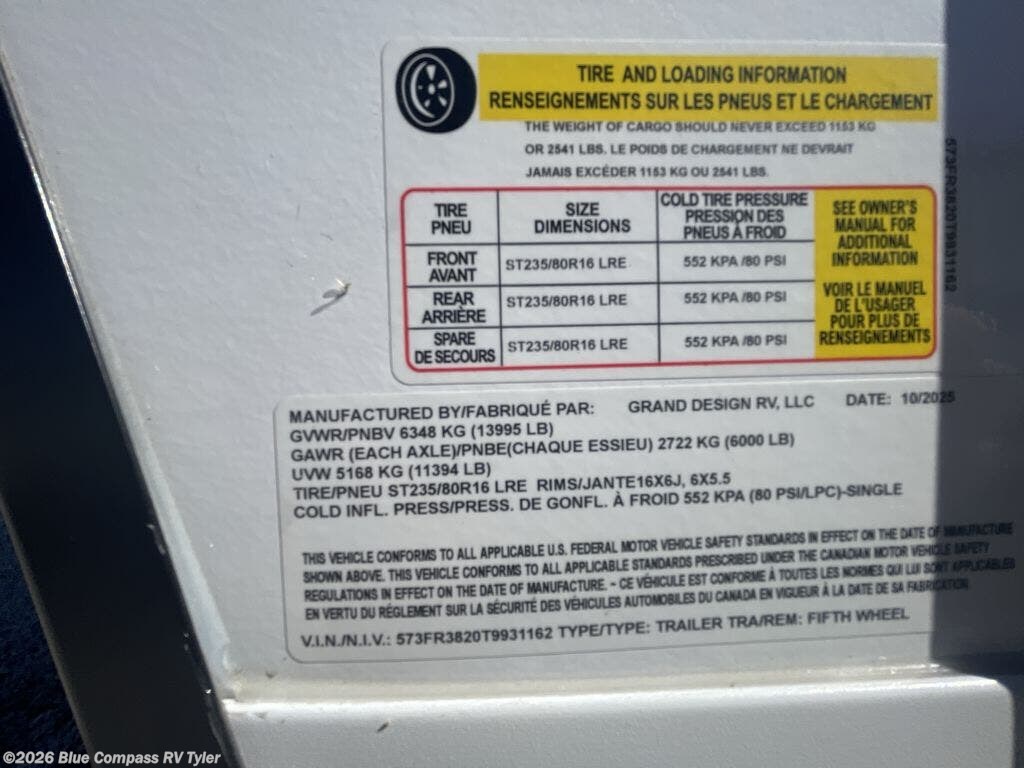 TIRE AND LOADING INFORMATION
RENSEIGNEMENTS SUR LES PNEUS ET LE CHARGEMENT
THE WEIGHT OF CARGO SHOULD NEVER EXCEED 1153 KG
OR 2541 LBS. LE POIDS DE CHARGEMENT NE DEVRAIT
JAMAIS EXCÉDER 1153 KG OU 2541 LBS.
TIRE
PNEU
SIZE
DIMENSIONS
COLD TIRE PRESSURE
PRESSION DES
PNEUS À FROID
FRONT
AVANT
ST235/80R16 LRE
552 KPA /80 PSI
REAR
ARRIÈRE
ST235/80R16 LRE
552 KPA /80 PSI
SPARE
DE SECOURS
ST235/80R16 LRE
552 KPA /80 PSI
SEE OWNER'S
MANUAL FOR
ADDITIONAL
INFORMATION
VOIR LE MANUEL
DE L'USAGER
POUR PLUS DE
RENSEIGNEMENTS
573FR3820T9931162
MANUFACTURED BY/FABRIQUÉ PAR: GRAND DESIGN RV, LLC DATE: 10/2025
GVWR/PNBV 6348 KG (13995 LB)
GAWR (EACH AXLE)/PNBE(CHAQUE ESSIEU) 2722 KG (6000 LB)
UVW 5168 KG (11394 LB)
TIRE/PNEU ST235/80R16 LRE RIMS/JANTE16X6J, 6X5.5
COLD INFL. PRESS/PRESS. DE GONFL. À FROID 552 KPA (80 PSI/LPC)-SINGLE
THIS VEHICLE CONFORMS TO ALL APPLICABLE U.S. FEDERAL MOTOR VEHICLE SAFETY STANDARDS IN EFFECT ON THE DATE OF MANUFACTURE
SHOWN ABOVE. THIS VEHICLE CONFORMS TO ALL APPLICABLE STANDARDS PRESCRIBED UNDER THE CANADIAN MOTOR VEHICLE SAFETY
REGULATIONS IN EFFECT ON THE DATE OF MANUFACTURE. - CE VÉHICULE EST CONFORME À TOUTES LES NORMES QUI LUI SONT APPLICABLES
EN VERTU DU RÉGLEMENT SUR LA SÉCURITÉ DES VÉHICULES AUTOMOBILES DU CANADA EN VIGUEUR À LA DATE DE SA FABRICATION
V.I.N./N.I.V.: 573FR3820T9931162 TYPE/TYPE: TRAILER TRA/REM: FIFTH WHEEL
©2026 Blue Compass RV Tyler